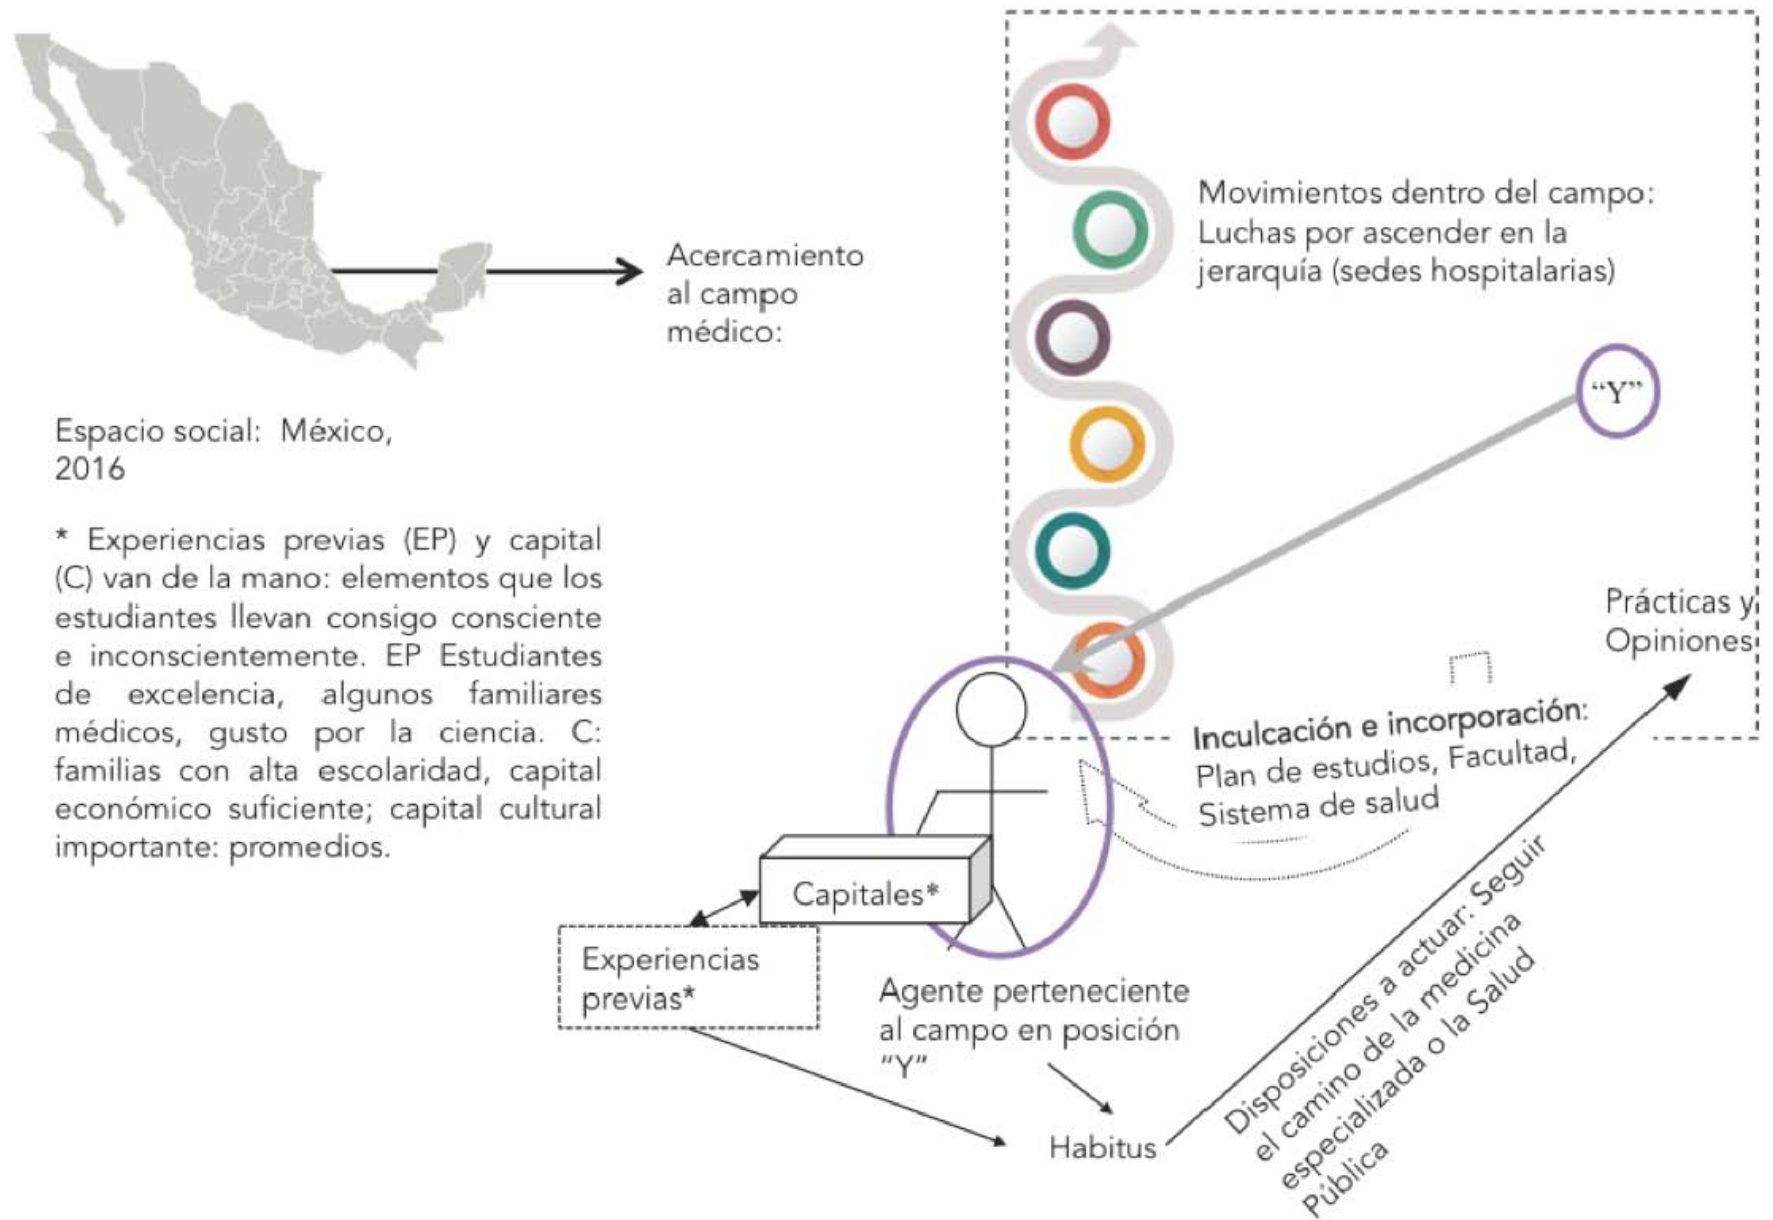 Movimientos dentro del campo:
Luchas por ascender en la
jerarquía (sedes hospitalarias)
Acercamiento
al campo
médico:
“Y”
Espacio social: México,
2016
* Experiencias previas (EP) y capital
(C) van de la mano: elementos que los
estudiantes llevan consigo consciente
e inconscientemente. EP Estudiantes
de excelencia, algunos familiares
médicos, gusto por la ciencia. C:
familias con alta escolaridad, capital
económico suficiente; capital cultural
importante: promedios.
Prácticas y
Opiniones
Inculcación e incorporación:
Plan de estudios, Facultad,
Sistema de salud
Capitales*
Experiencias
previas*
Agente perteneciente
al campo en posición
“Y”
Habitus
Disposiciones a actuar: Seguir
el camino de la medicina
especializada o la Salud
Pública